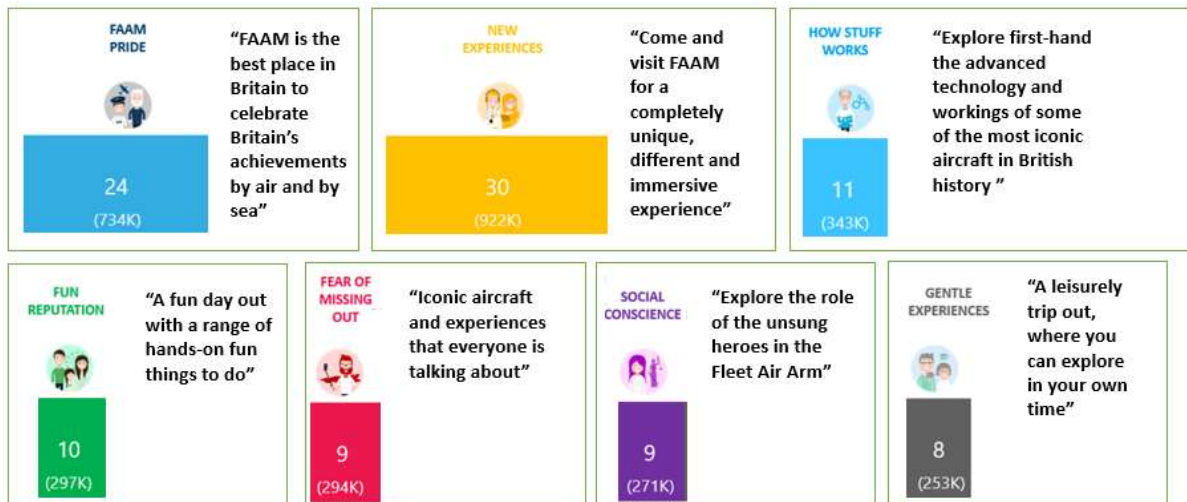 FAAM
PRIDE
“FAAM is the
best place in
Britain to
celebrate
Britain’s
achievements
by air and by
sea”
24
(734K)
NEW
EXPERIENCES
“Come and
visit FAAM
for a
completely
unique,
different and
immersive
experience”
30
(922K)
HOW STUFF
WORKS
“Explore first-hand
the advanced
technology and
workings of some
of the most iconic
aircraft in British
history ”
11
(343K)
FUN
REPUTATION
“A fun day out
with a range of
hands-on fun
things to do”
10
(297K)
FEAR OF
MISSING
OUT
“Iconic aircraft
and experiences
that everyone is
talking about”
9
(294K)
SOCIAL
CONSCIENCE
“Explore the role
of the unsung
heroes in the
Fleet Air Arm”
9
(271K)
GENTLE
EXPERIENCES
“A leisurely
trip out,
where you
can explore
in your own
time”
8
(253K)